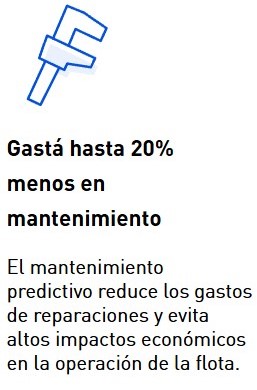 Gastá hasta 20%
menos en
mantenimiento
El mantenimiento
predictivo reduce los gastos
de reparaciones y evita
altos impactos económicos
en la operación de la flota.